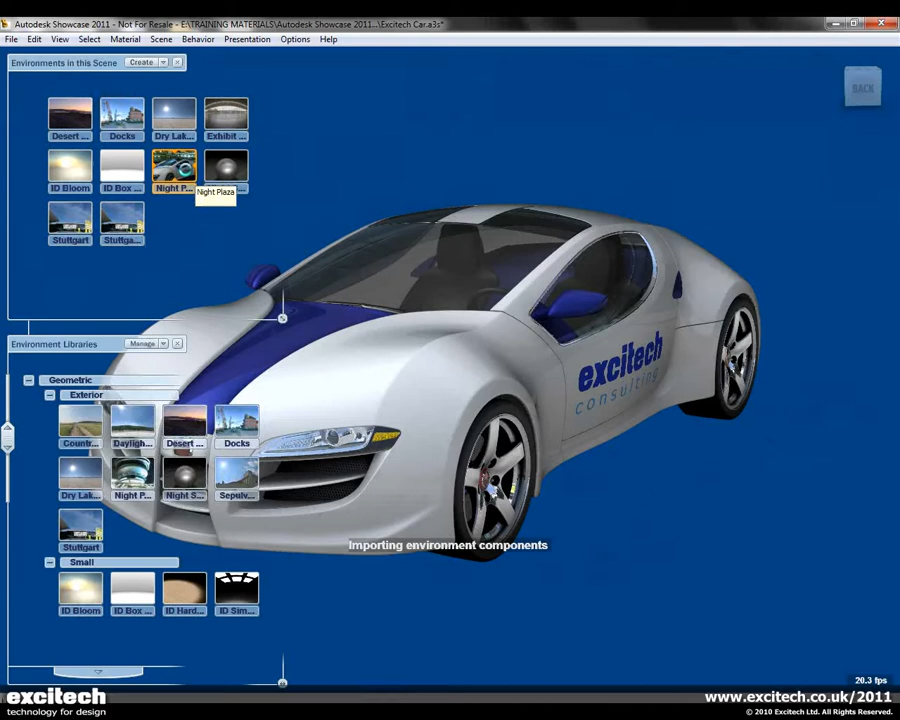 Autodesk Showcase 2011 - Not For Resale - E:\TRAINING MATERIALS\Autodesk Showcase 2011...\Excitech Car.a3s*
File Edit View Select Material Scene Behavior Presentation Options Help
Environments in this Scene Create
BACK
Desert ... Docks Dry Lak... Exhibit ...
ID Bloom ID Box ... Night P...
Night Plaza
Stuttgart Stuttga...
excitech
consulting
Environment Libraries Manage
Geometric
Exterior
Countr... Dayligh... Desert ... Docks
Dry Lak... Night P... Night S... Sepulv...
Stuttgart
Importing environment components
Small
ID Bloom ID Box ... ID Hard... ID Sim...
20.3 fps
excitech
technology for design
www.excitech.co.uk/2011
© 2010 Excitech Ltd. All Rights Reserved.